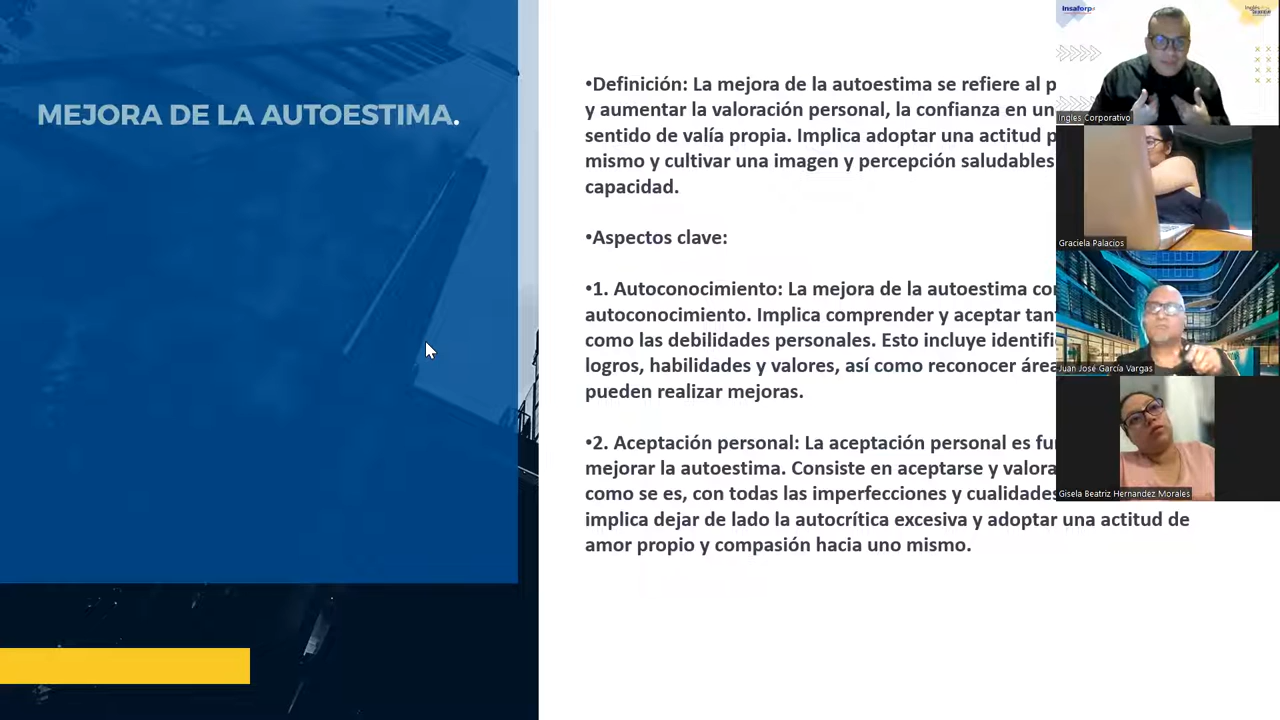 MEJORA DE LA AUTOESTIMA.
•Definición: La mejora de la autoestima se refiere al p
y aumentar la valoración personal, la confianza en un
sentido de valía propia. Implica adoptar una actitud p
mismo y cultivar una imagen y percepción saludables
capacidad.
•Aspectos clave:
•1. Autoconocimiento: La mejora de la autoestima co
autoconocimiento. Implica comprender y aceptar tan
como las debilidades personales. Esto incluye identifi
logros, habilidades y valores, así como reconocer área
pueden realizar mejoras.
•2. Aceptación personal: La aceptación personal es fu
mejorar la autoestima. Consiste en aceptarse y valora
como se es, con todas las imperfecciones y cualidades
implica dejar de lado la autocrítica excesiva y adoptar una actitud de
amor propio y compasión hacia uno mismo.
Insaforp
Ingles Corporativo
Graciela Palacios
Juan José García Vargas
Gisela Beatriz Hernandez Morales